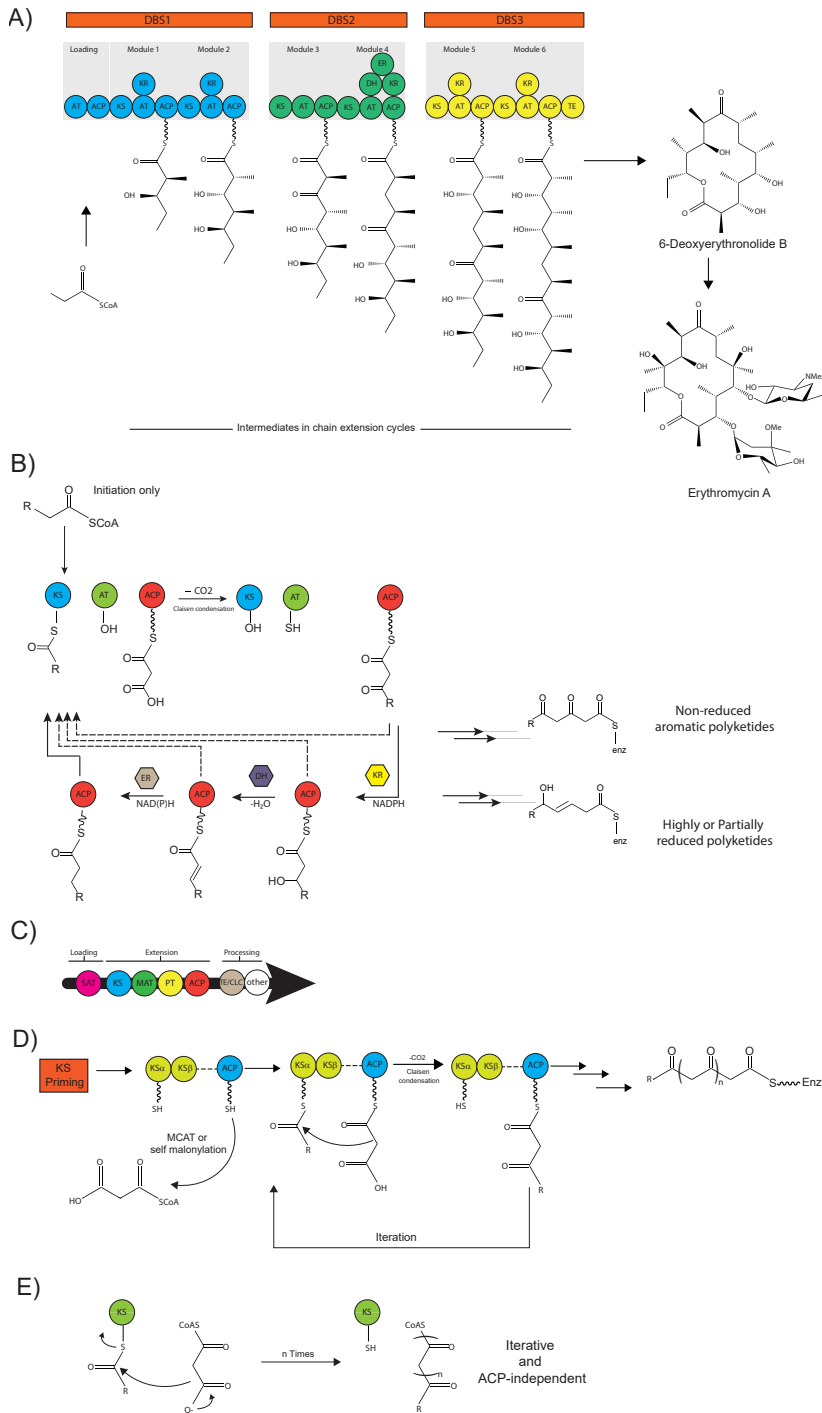 A)
DBS1
DBS2
DBS3
Loading
Module 1
Module 2
Module 3
Module 4
Module 5
Module 6
ER
KR
KR
DH
KR
KR
KR
AT
ACP
KS
AT
ACP
KS
AT
ACP
KS
AT
ACP
KS
AT
ACP
KS
AT
ACP
KS
AT
ACP
TE
S
S
S
S
S
S
O
O
O
O
O
O
OH
HO
HO
O
HO
HO
HO
O
OH
HO
HO
HO
O
HO
HO
HO
HO
O
HO
HO
O
SCoA
O
OH
O
O
OH
OH
6-Deoxyerythronolide B
O
OH
HO
OH
O
O
O
O
HO
NMe
O
O
OMe
O
OH
Erythromycin A
Intermediates in chain extension cycles
B)
Initiation only
O
R
SCoA
KS
AT
ACP
– CO2
Claisen condensation
KS
AT
ACP
S
OH
S
OH
SH
S
O
R
O
O
OH
O
O
R
O
O
O
R
S
enz
Non-reduced
aromatic polyketides
ER
DH
KR
ACP
NAD(P)H
ACP
-H2O
ACP
NADPH
OH
O
R
S
enz
Highly or Partially
reduced polyketides
S
S
S
O
O
O
R
R
HO
R
C)
Loading
Extension
Processing
SAT
KS
MAT
PT
ACP
TE/CLC
other
D)
KS
Priming
KSα
KSβ
ACP
KSα
KSβ
ACP
-CO2
Claisen
condensation
KSα
KSβ
ACP
O
O
O
R
n
S
Enz
SH
SH
S
S
HS
S
MCAT or
self malonylation
O
R
O
O
OH
O
O
R
O
O
HO
SCoA
Iteration
E)
KS
S
O
R
CoAS
O
O
O-
n Times
KS
SH
CoAS
O
n
O
R
Iterative
and
ACP-independent